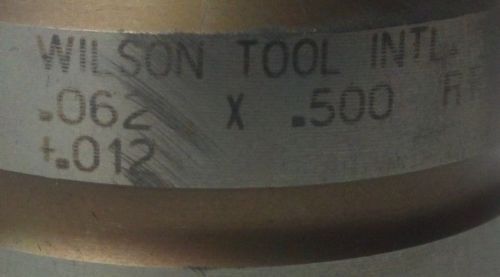 WILSON TOOL INTL.
.062 X .500
+.012